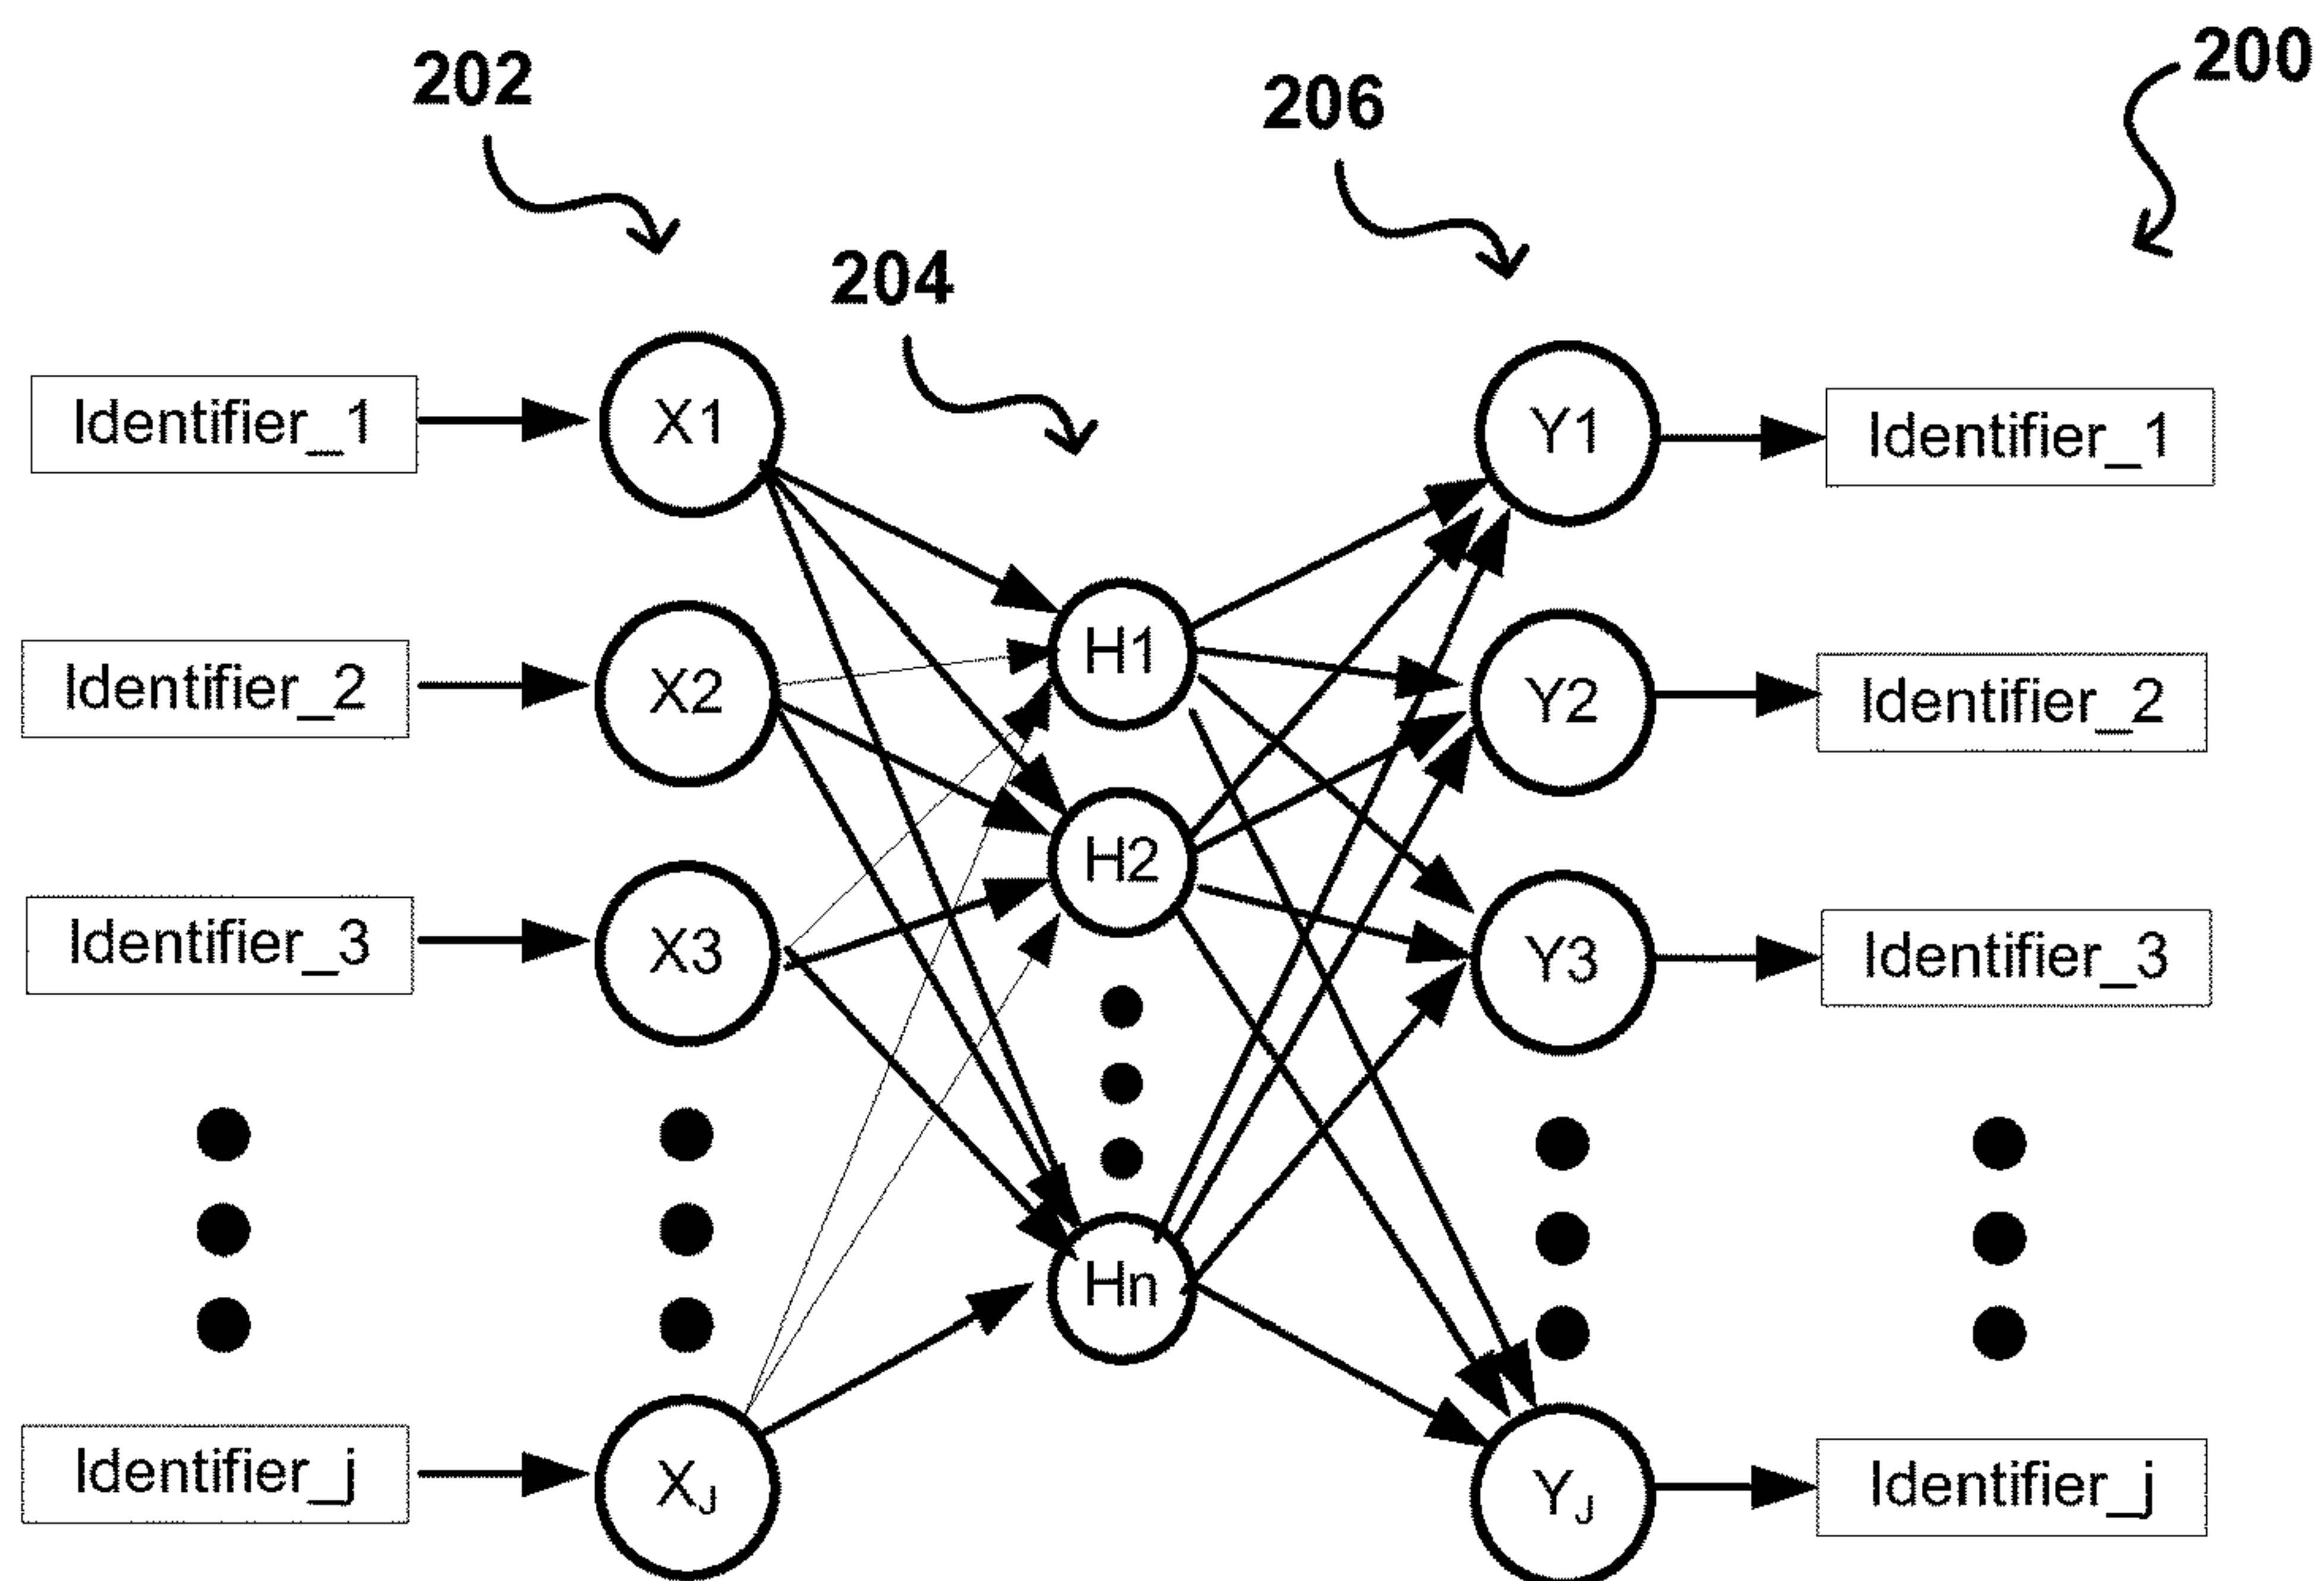 200
202
206
204
Identifier_1 X1 Y1 Identifier_1
H1
Identifier_2 X2 Y2 Identifier_2
H2
Identifier_3 X3 Y3 Identifier_3
Hn
Identifier_j XJ YJ Identifier_j